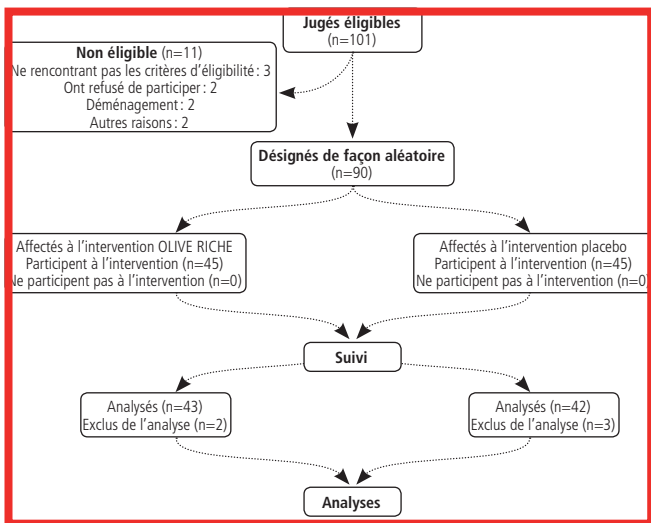 Jugés éligibles
(n=101)
Non éligible (n=11)
Ne rencontrant pas les critères d'éligibilité : 3
Ont refusé de participer : 2
Déménagement : 2
Autres raisons : 2
Désignés de façon aléatoire
(n=90)
Affectés à l'intervention OLIVE RICHE
Participent à l'intervention (n=45)
Ne participent pas à l'intervention (n=0)
Affectés à l'intervention placebo
Participent à l'intervention (n=45)
Ne participent pas à l'intervention (n=0)
Suivi
Analysés (n=43)
Exclus de l'analyse (n=2)
Analysés (n=42)
Exclus de l'analyse (n=3)
Analyses